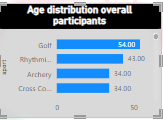 Age distribution overall
participants
Golf 54.00
Rhythmi... 43.00
Archery 34.00
Cross Co... 34.00
sport
0 50